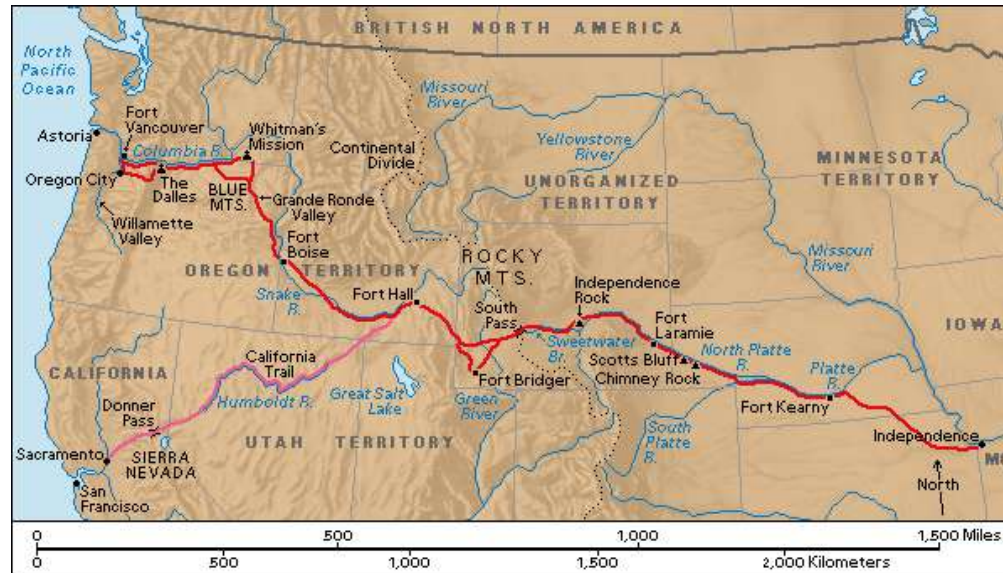 BRITISH NORTH AMERICA
North
Pacific
Ocean
Missouri
River
Fort
Vancouver
Whitman's
Mission
Astoria
Columbia R.
Continental
Divide
Yellowstone
River
MINNESOTA
TERRITORY
Oregon City
The
Dalles
BLUE
MTS.
Grande Ronde
Valley
UNORGANIZED
TERRITORY
Willamette
Valley
Fort
Boise
Missouri
River
OREGON TERRITORY
ROCKY
MTS.
Independence
Rock
Snake
R.
Fort Hall
South
Pass
Fort
Laramie
IOWA
Sweetwater
Br.
Scotts Bluff
North Platte
R.
California
Trail
Chimney Rock
Platte
R.
CALIFORNIA
Fort Bridger
Great Salt
Lake
Humboldt R.
Green
River
Fort Kearny
Donner
Pass
South
Platte
R.
UTAH TERRITORY
Independence
Sacramento
SIERRA
NEVADA
MO
San
Francisco
North
0 500 1,000 1,500 Miles
0 500 1,000 1,500 2,000 Kilometers